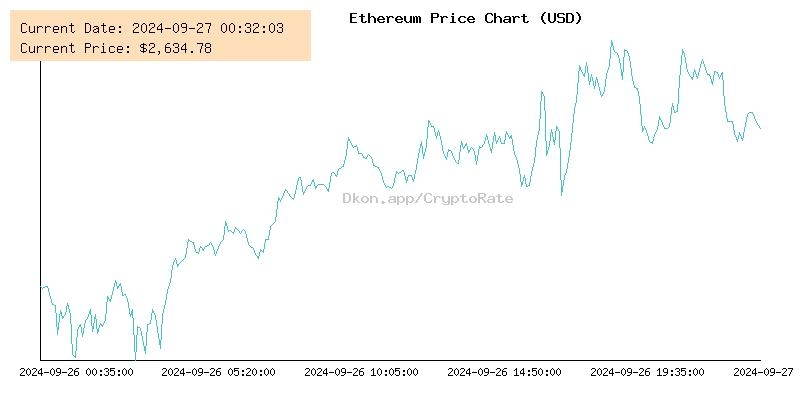 Ethereum Price Chart (USD)
Current Date: 2024-09-27 00:32:03
Current Price: $2,634.78
Dkon.app/CryptoRate
2024-09-26 00:35:00 2024-09-26 05:20:00 2024-09-26 10:05:00 2024-09-26 14:50:00 2024-09-26 19:35:00 2024-09-27